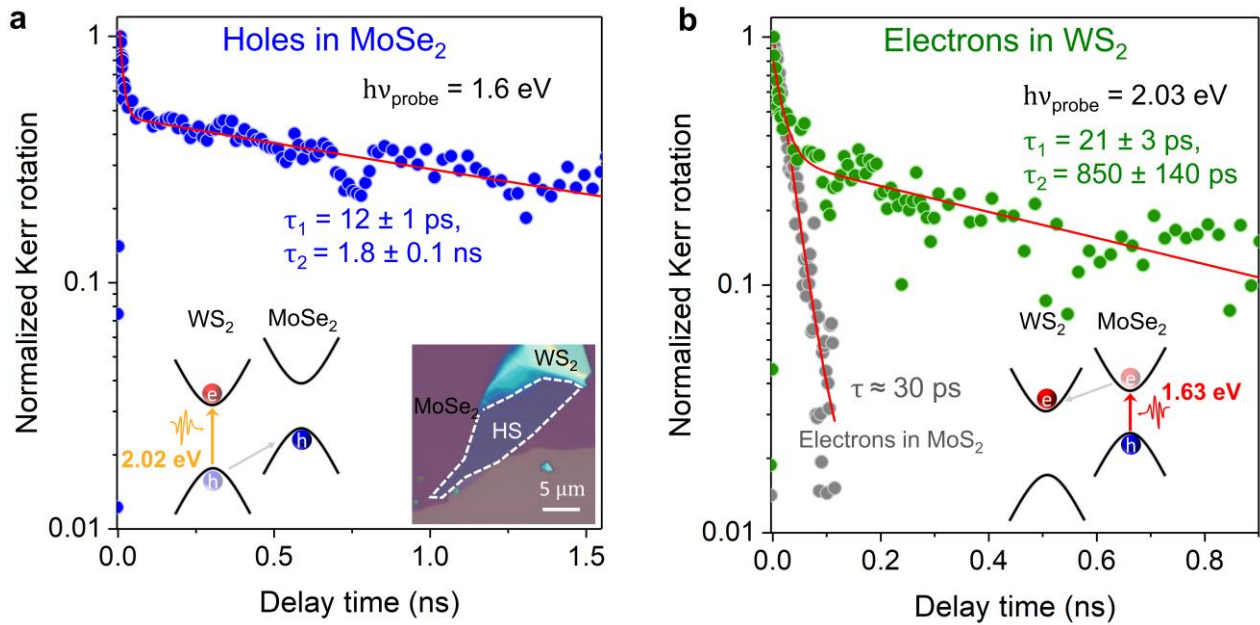 a
Holes in MoSe₂
hνprobe = 1.6 eV
τ₁ = 12 ± 1 ps,
τ₂ = 1.8 ± 0.1 ns
Normalized Kerr rotation
1
0.1
0.01
WS₂
MoSe₂
e
2.02 eV
h
h
WS₂
MoSe₂
HS
5 μm
0.0
0.5
1.0
1.5
Delay time (ns)
b
Electrons in WS₂
hνprobe = 2.03 eV
τ₁ = 21 ± 3 ps,
τ₂ = 850 ± 140 ps
Normalized Kerr rotation
1
0.1
0.01
τ ≈ 30 ps
Electrons in MoS₂
WS₂
MoSe₂
e
e
1.63 eV
h
0.0
0.2
0.4
0.6
0.8
Delay time (ns)